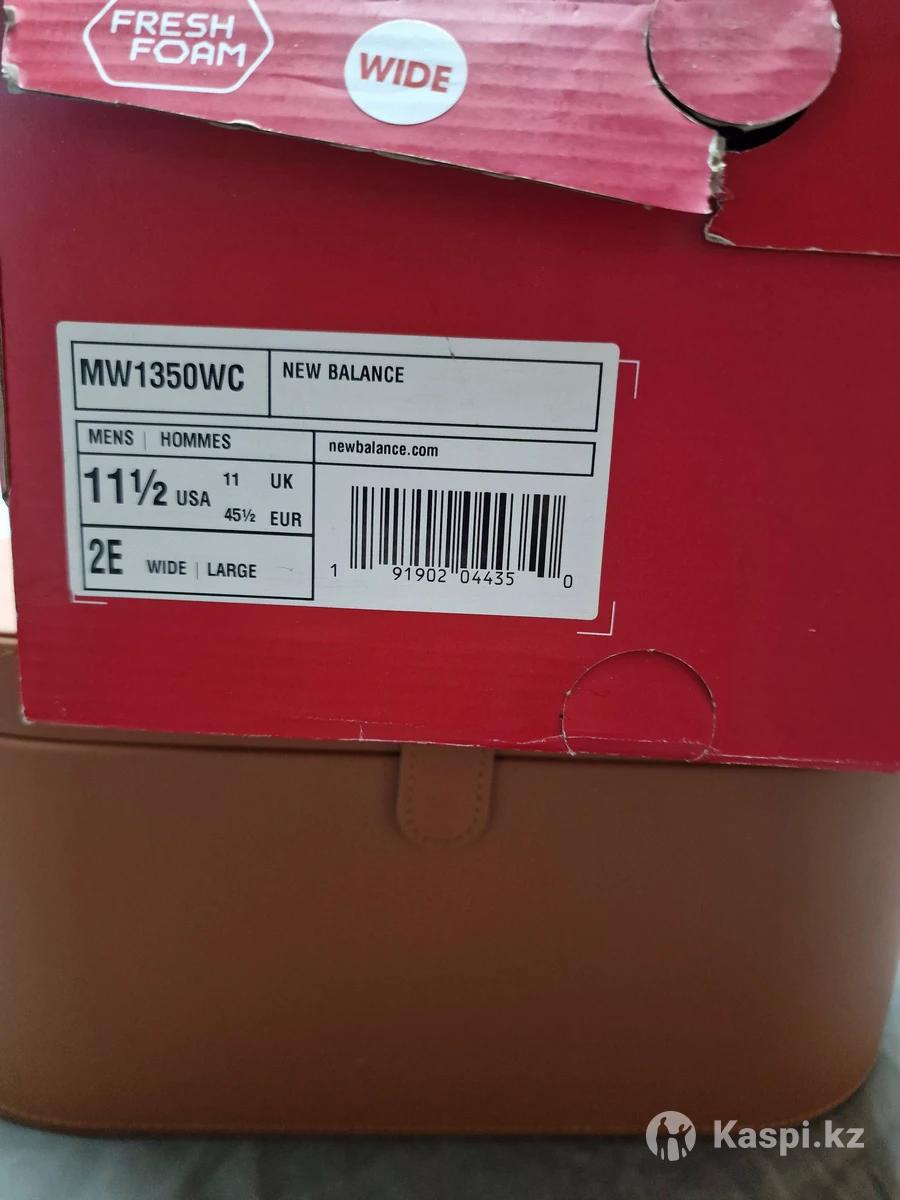 FRESH
FOAM
WIDE
MW1350WC
NEW BALANCE
MENS | HOMMES
newbalance.com
11½ USA 11 UK
45½ EUR
2E WIDE | LARGE
1 91902 04435 0
Kaspi.kz